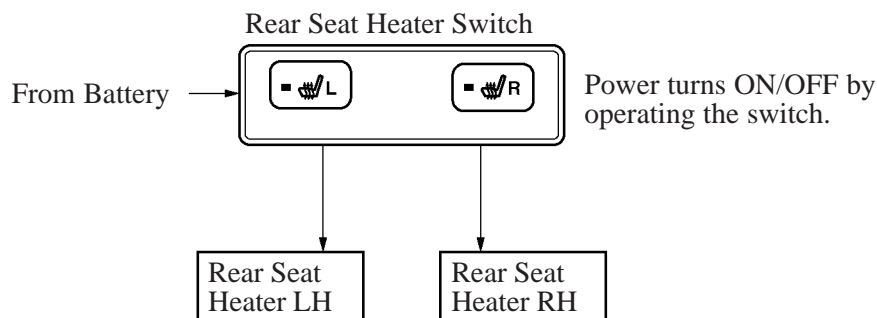 Rear Seat Heater Switch
From Battery
L
R
Power turns ON/OFF by
operating the switch.
Rear Seat
Heater LH
Rear Seat
Heater RH